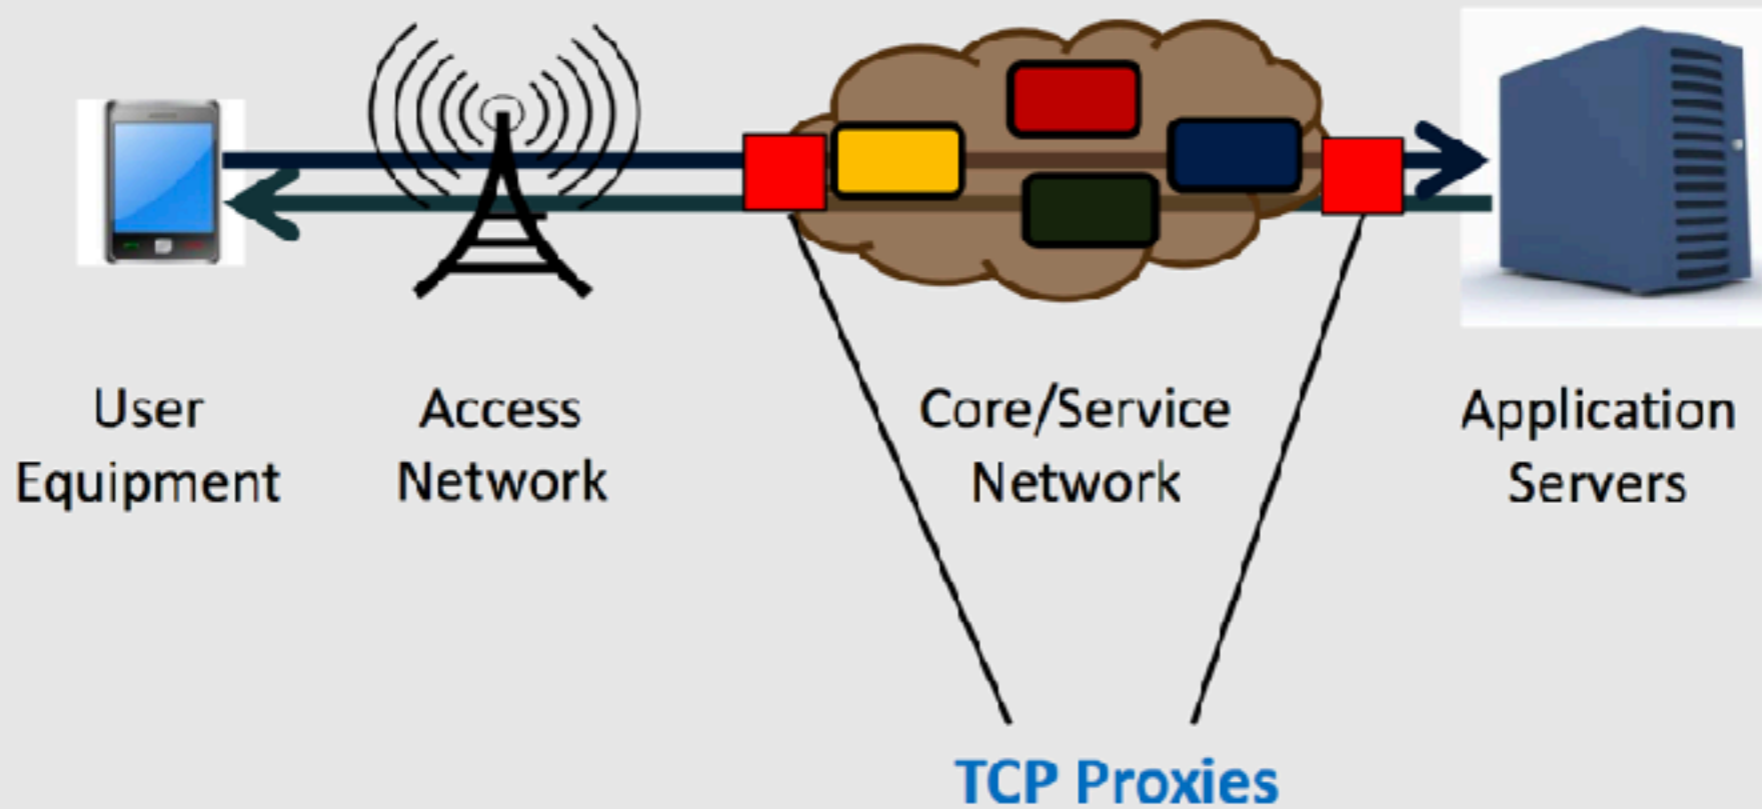 User
Equipment
Access
Network
Core/Service
Network
Application
Servers
TCP Proxies